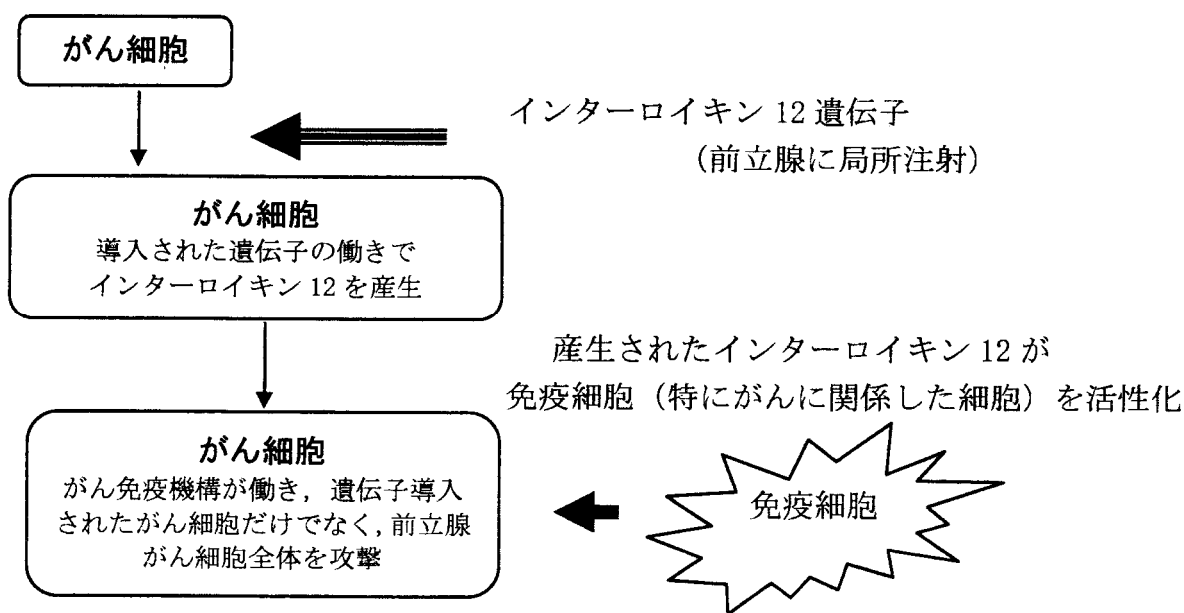 がん細胞
インターロイキン 12 遺伝子
(前立腺に局所注射)
がん細胞
導入された遺伝子の働きで
インターロイキン 12 を産生
産生されたインターロイキン 12 が
免疫細胞（特にがんに関係した細胞）を活性化
がん細胞
がん免疫機構が働き，遺伝子導入
されたがん細胞だけでなく，前立腺
がん細胞全体を攻撃
免疫細胞